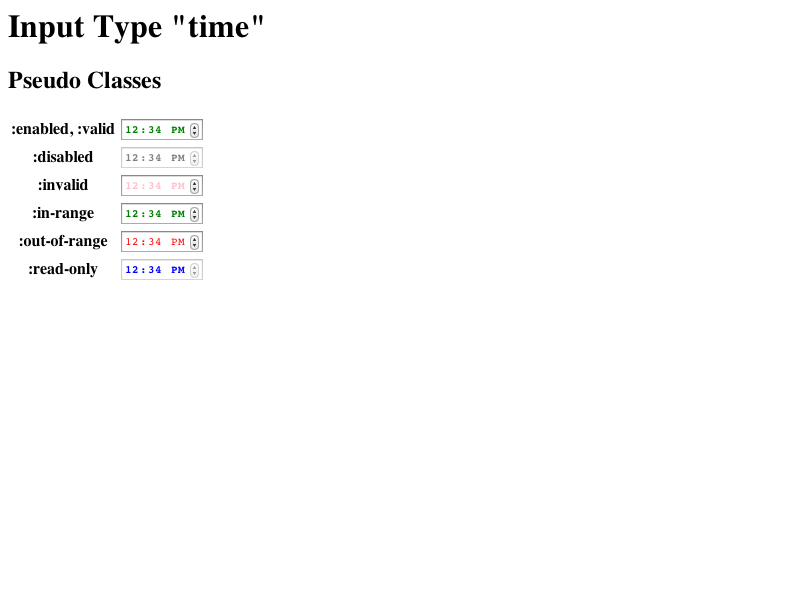 Input Type "time"
Pseudo Classes
:enabled, :valid 12:34 PM
:disabled 12:34 PM
:invalid 12:34 PM
:in-range 12:34 PM
:out-of-range 12:34 PM
:read-only 12:34 PM